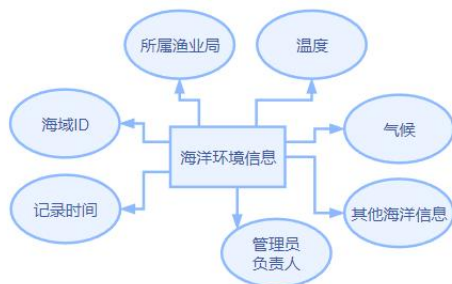 所属渔业局
温度
海域ID
海洋环境信息
气候
记录时间
其他海洋信息
管理员
负责人